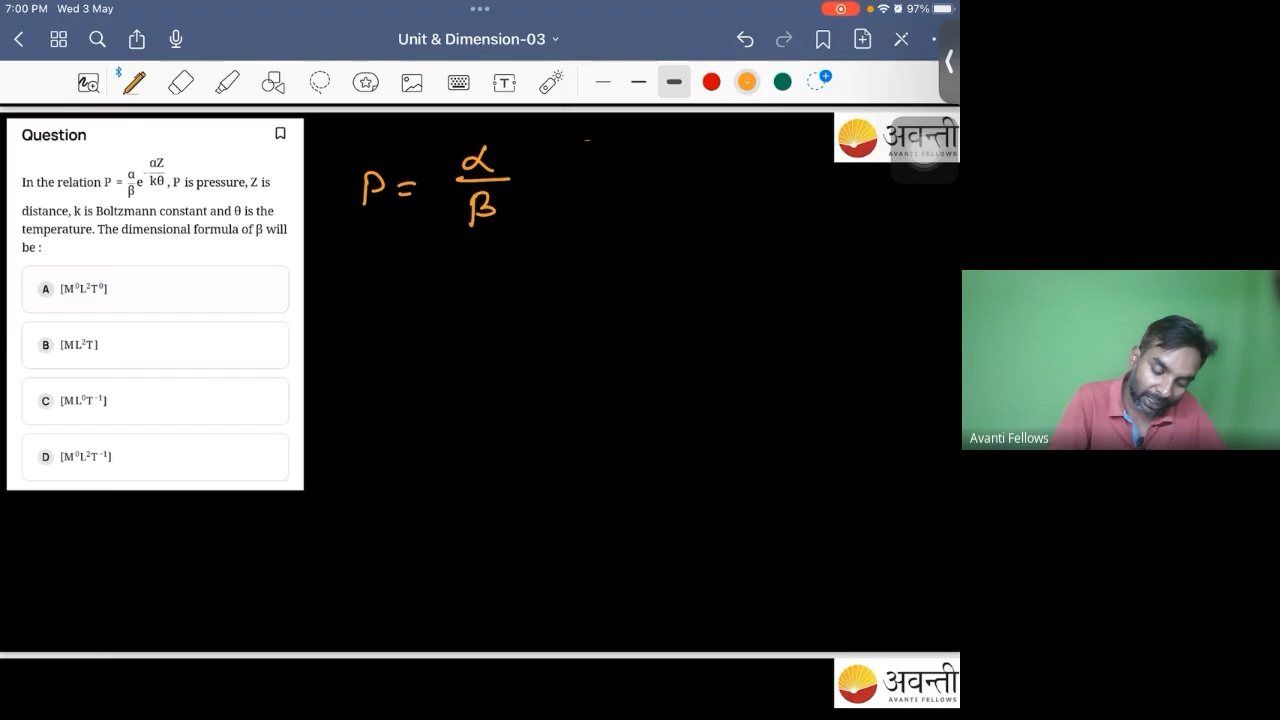 7:00 PM Wed 3 May
97%
Unit & Dimension-03
T
Question
In the relation P = α/β e^(-αZ/kθ), P is pressure, Z is
distance, k is Boltzmann constant and θ is the
temperature. The dimensional formula of β will
be :
A [M⁰L²T⁰]
B [ML²T]
C [ML⁰T⁻¹]
D [M⁰L²T⁻¹]
P = α/β
अवन्ती
AVANTI FELLOWS
Avanti Fellows
अवन्ती
AVANTI FELLOWS